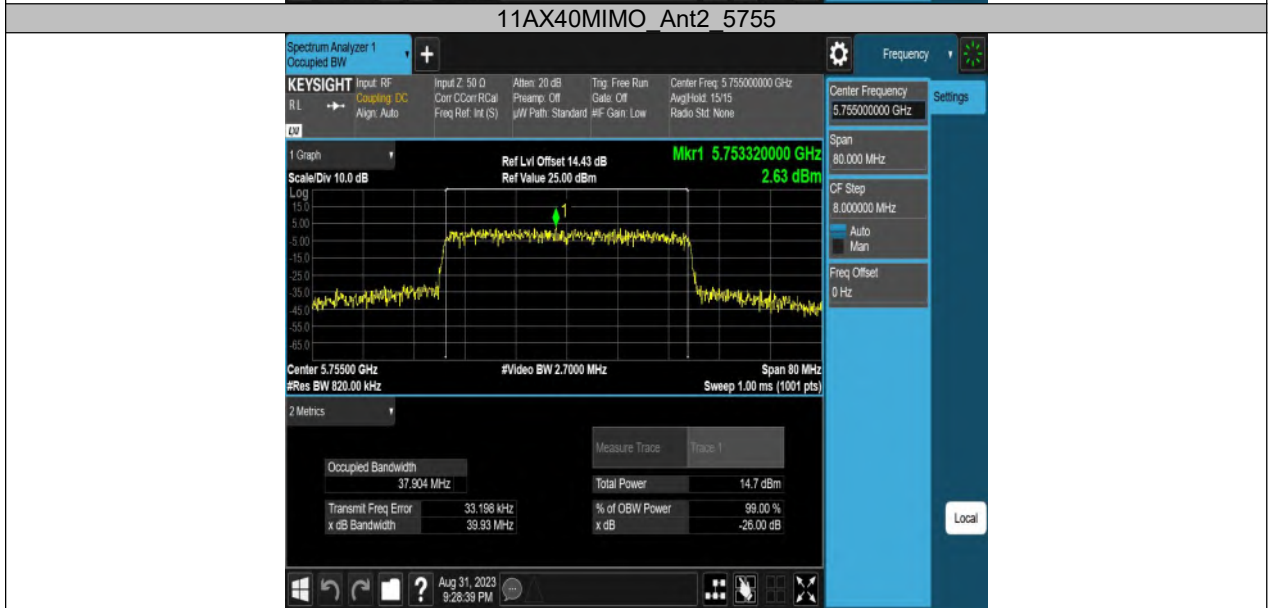 11AX40MIMO_Ant2_5755
Spectrum Analyzer 1
Occupied BW
+
Frequency
KEYSIGHT
RL
LXI
Input: RF
Coupling: DC
Align: Auto
Input Z: 50 Ω
Corr CCorr RCal
Freq Ref: Int (S)
Atten: 20 dB
Preamp: Off
µW Path: Standard
Trig: Free Run
Gate: Off
#IF Gain: Low
Center Freq: 5.755000000 GHz
Avg|Hold: 15/15
Radio Std: None
Center Frequency
5.755000000 GHz
Settings
Span
80.000 MHz
CF Step
8.000000 MHz
Auto
Man
Freq Offset
0 Hz
Local
1 Graph
Scale/Div 10.0 dB
Ref Lvl Offset 14.43 dB
Ref Value 25.00 dBm
Mkr1 5.753320000 GHz
2.63 dBm
Log
15.0
5.00
-5.00
-15.0
-25.0
-35.0
-45.0
-55.0
-65.0
1
Center 5.75500 GHz
#Res BW 820.00 kHz
#Video BW 2.7000 MHz
Span 80 MHz
Sweep 1.00 ms (1001 pts)
2 Metrics
Measure Trace Trace 1
Occupied Bandwidth
37.904 MHz
Total Power 14.7 dBm
Transmit Freq Error 33.198 kHz
% of OBW Power 99.00 %
x dB Bandwidth 39.93 MHz
x dB -26.00 dB
?
Aug 31, 2023
9:28:39 PM